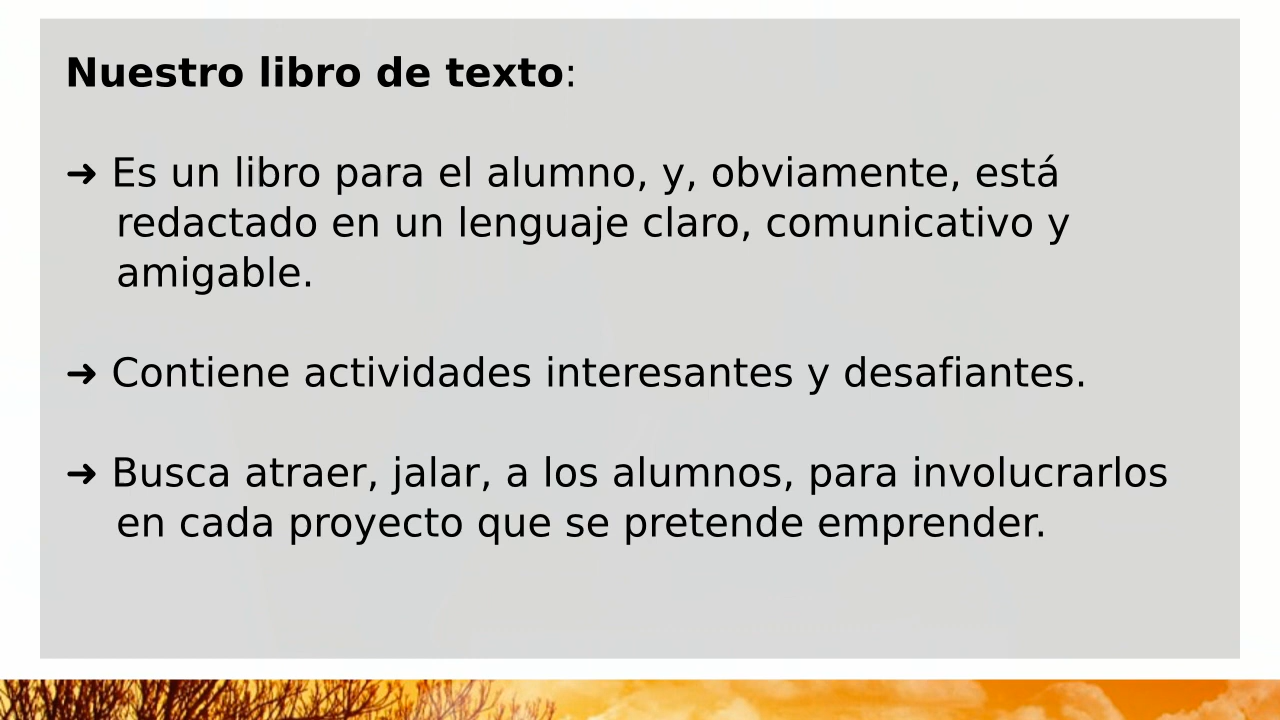 Nuestro libro de texto:
➜ Es un libro para el alumno, y, obviamente, está
redactado en un lenguaje claro, comunicativo y
amigable.
➜ Contiene actividades interesantes y desafiantes.
➜ Busca atraer, jalar, a los alumnos, para involucrarlos
en cada proyecto que se pretende emprender.